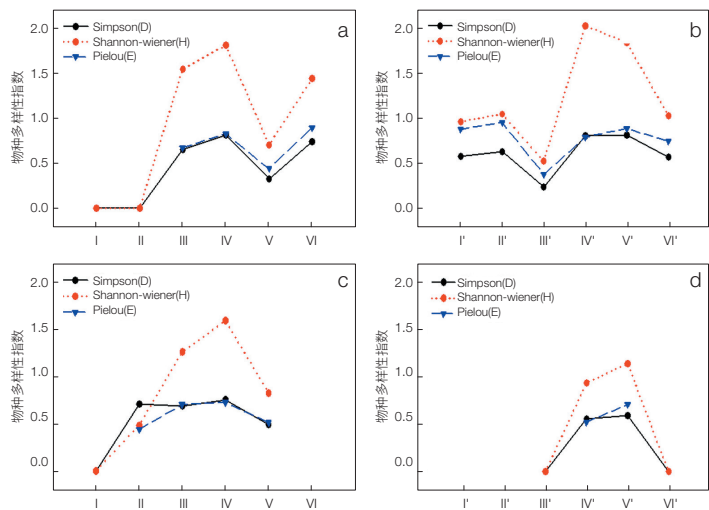 a
Simpson(D)
Shannon-wiener(H)
Pielou(E)
物种多样性指数
2.0
1.5
1.0
0.5
0.0
I II III IV V VI
b
Simpson(D)
Shannon-wiener(H)
Pielou(E)
物种多样性指数
2.0
1.5
1.0
0.5
0.0
I' II' III' IV' V' VI'
c
Simpson(D)
Shannon-wiener(H)
Pielou(E)
物种多样性指数
2.0
1.5
1.0
0.5
0.0
I II III IV V VI
d
Simpson(D)
Shannon-wiener(H)
Pielou(E)
物种多样性指数
2.0
1.5
1.0
0.5
0.0
I' II' III' IV' V' VI'